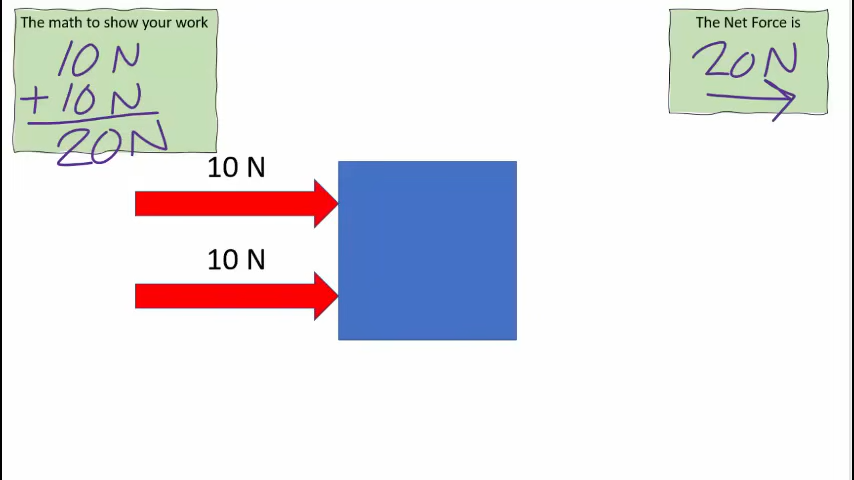 The math to show your work
10 N
+ 10 N
20N
The Net Force is
20N
10 N
10 N